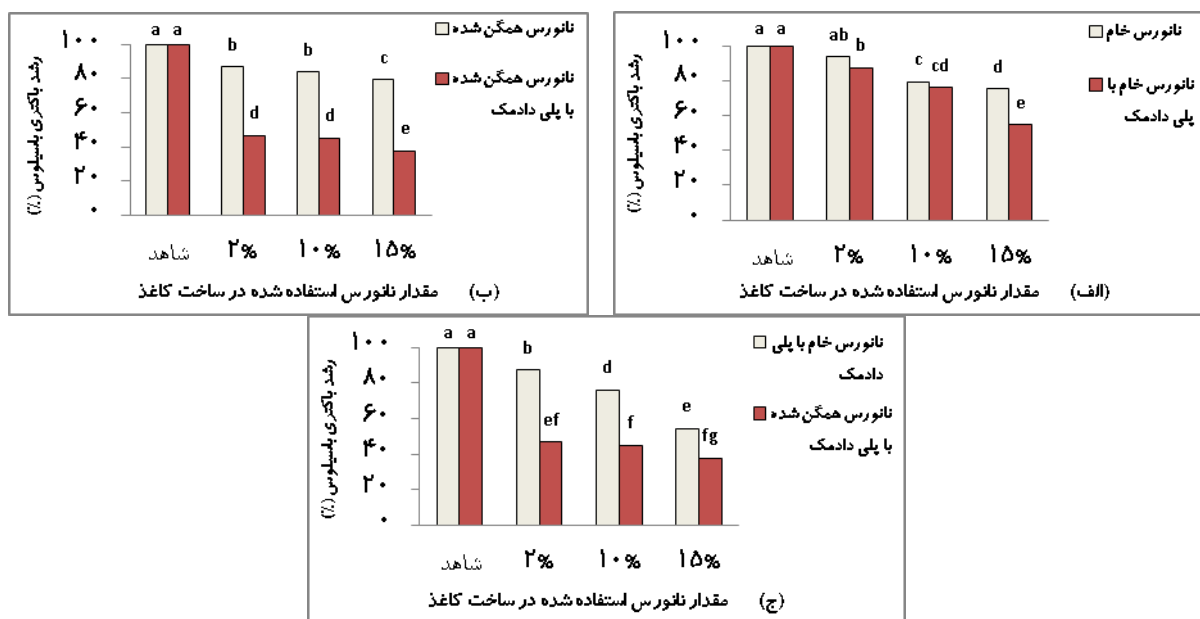 a a ab b c cd d e
۱۰۰
۸۰
۶۰
۴۰
۲۰
۰
رشد باکتری باسیلوس (%)
شاهد ۲% ۱۰% ۱۵%
نانورس خام
نانورس خام با
پلی دادمک
(الف) مقدار نانورس استفاده شده در ساخت کاغذ
a a b d b d c e
۱۰۰
۸۰
۶۰
۴۰
۲۰
۰
رشد باکتری باسیلوس (%)
شاهد ۲% ۱۰% ۱۵%
نانورس همگن شده
نانورس همگن شده
با پلی دادمک
(ب) مقدار نانورس استفاده شده در ساخت کاغذ
a a b ef d f e fg
۱۰۰
۸۰
۶۰
۴۰
۲۰
۰
رشد باکتری باسیلوس (%)
شاهد ۲% ۱۰% ۱۵%
نانورس خام با پلی
دادمک
نانورس همگن شده
با پلی دادمک
(ج) مقدار نانورس استفاده شده در ساخت کاغذ